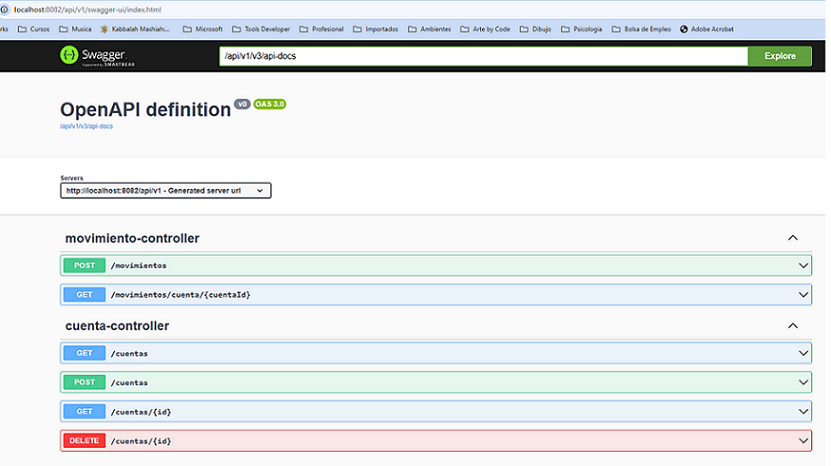 localhost:8082/api/v1/swagger-ui/index.html
rks Cursos Musica Kabbalah Mashiah:... Microsoft Tools Developer Profesional Importados Ambientes Arte by Code Dibujo Psicologia Bolsa de Empleo Adobe Acrobat
Swagger /api/v1/v3/api-docs Explore
Supported by SMARTBEAR
OpenAPI definition v0 OAS 3.0
/api/v1/v3/api-docs
Servers
http://localhost:8082/api/v1 - Generated server url
movimiento-controller
POST /movimientos
GET /movimientos/cuenta/{cuentaId}
cuenta-controller
GET /cuentas
POST /cuentas
GET /cuentas/{id}
DELETE /cuentas/{id}